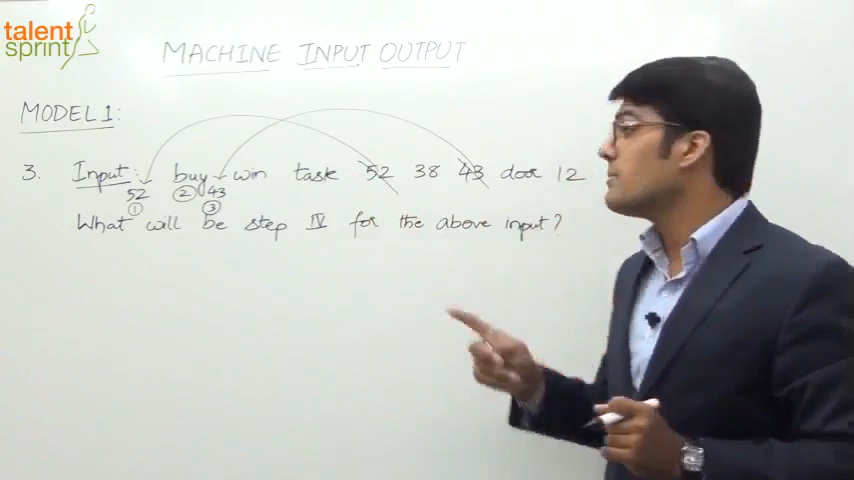 talent
sprint
MACHINE INPUT OUTPUT
MODEL 1:
3. Input: buy win task 52 38 43 door 12
52 43
1 2 3
What will be step IV for the above input?